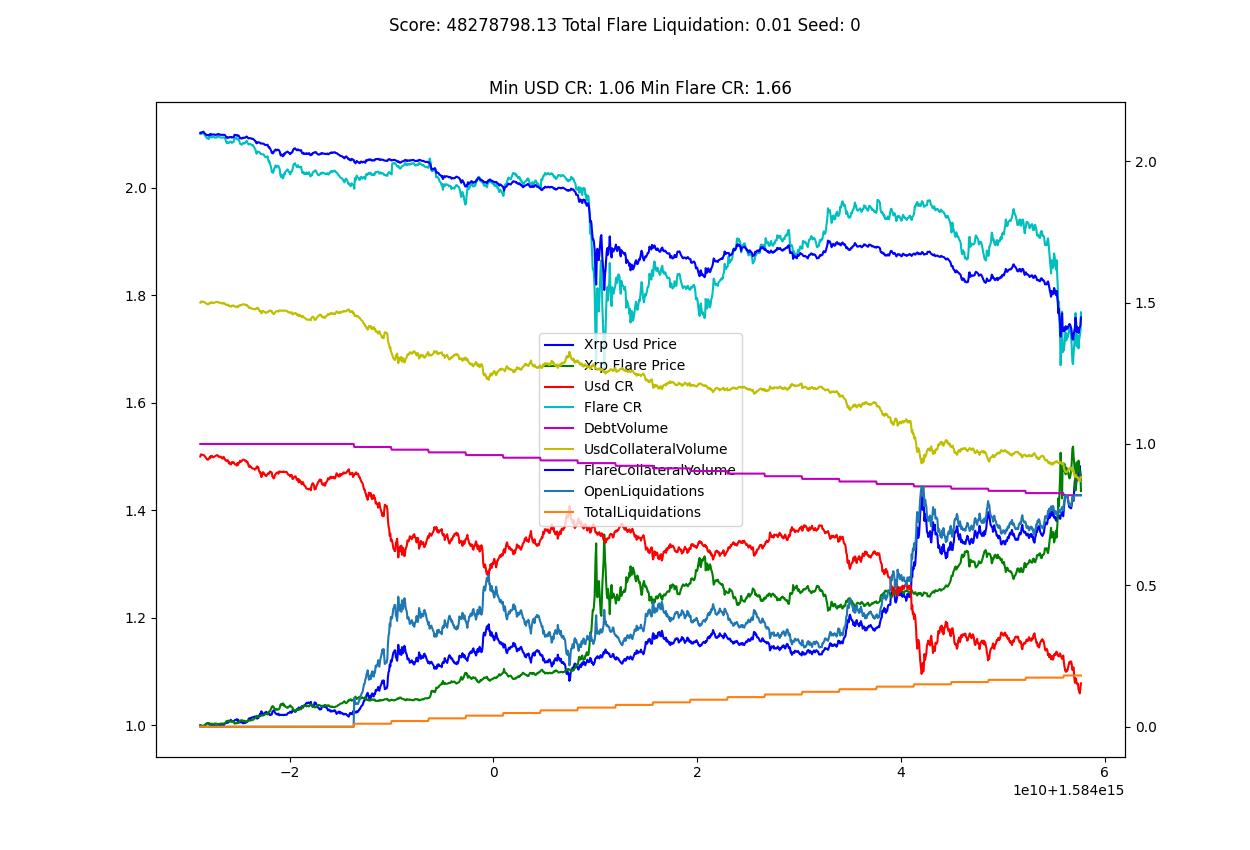 Score: 48278798.13 Total Flare Liquidation: 0.01 Seed: 0
Min USD CR: 1.06 Min Flare CR: 1.66
2.0
1.8
1.6
1.4
1.2
1.0
2.0
1.5
1.0
0.5
0.0
Xrp Usd Price
Xrp Flare Price
Usd CR
Flare CR
DebtVolume
UsdCollateralVolume
FlareCollateralVolume
OpenLiquidations
TotalLiquidations
−2 0 2 4 6
1e10+1.584e15